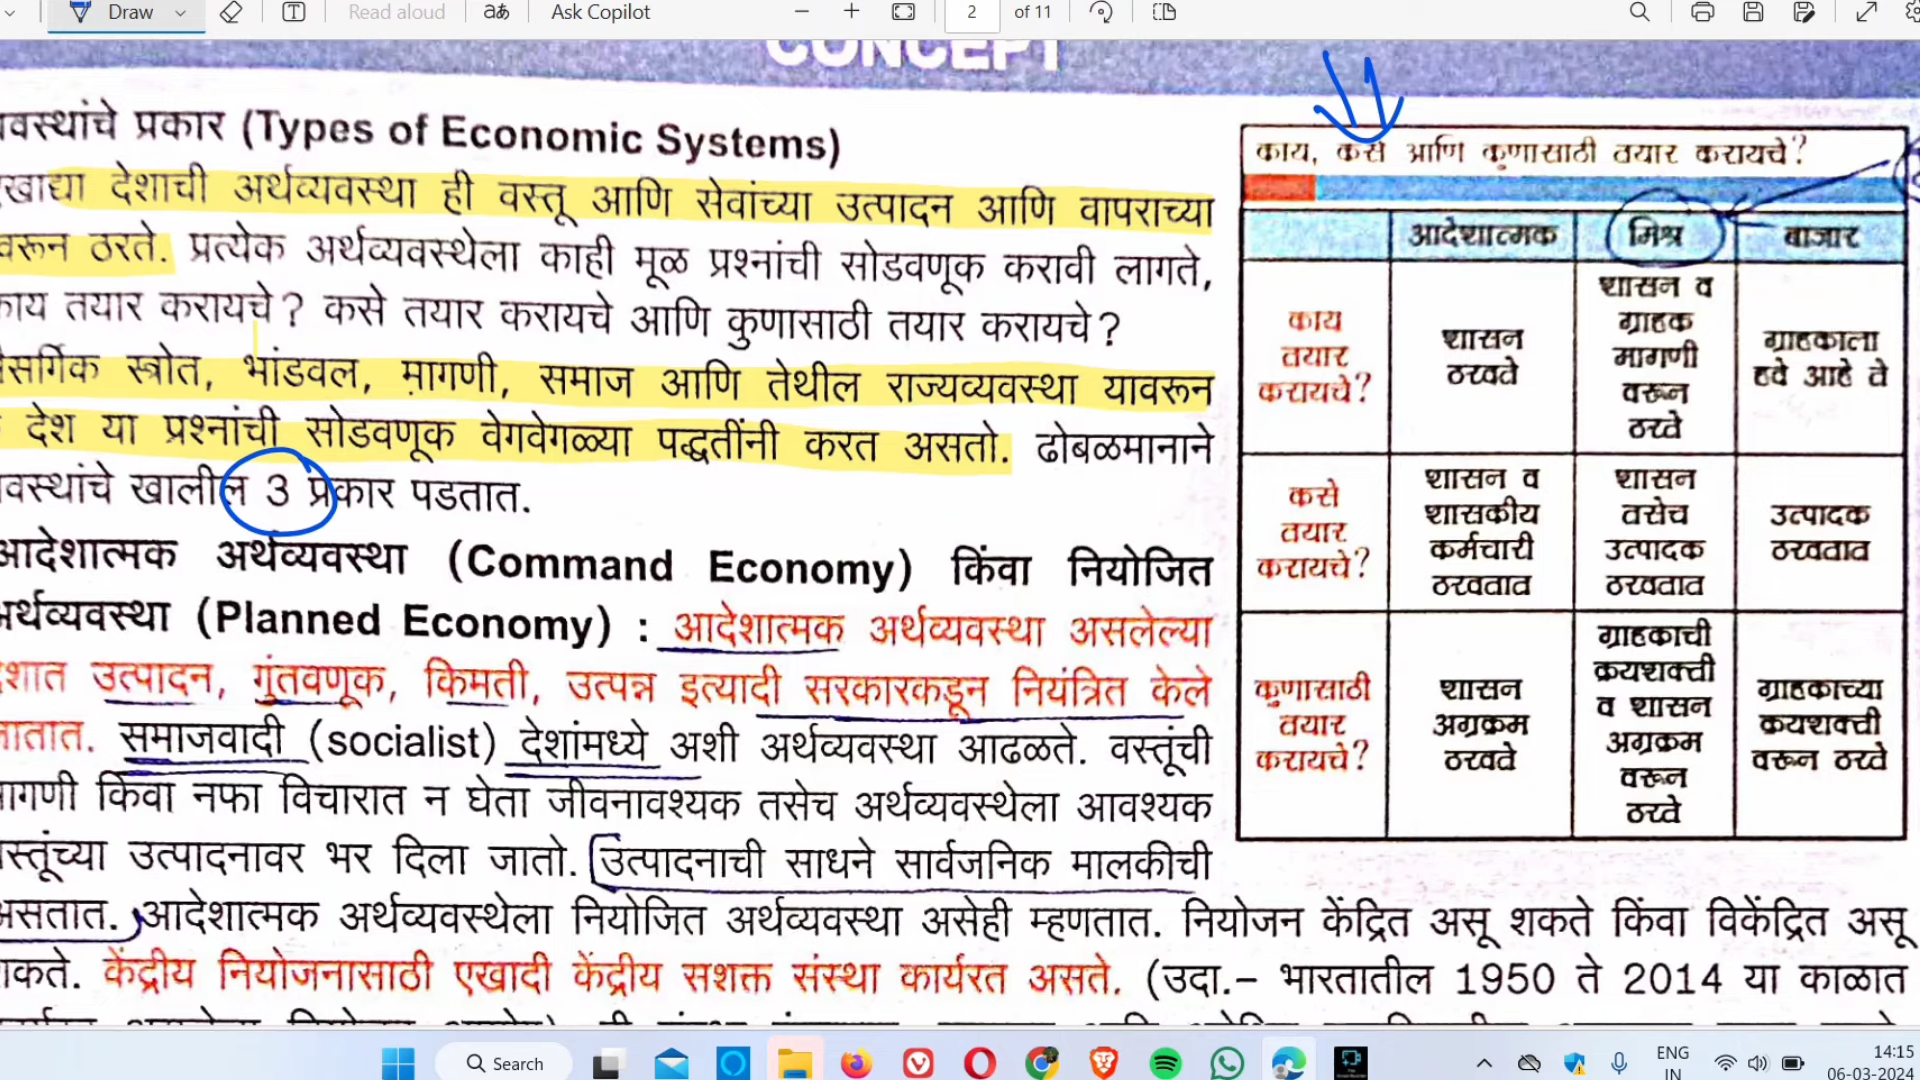 Draw
Read aloud
aあ
Ask Copilot
2
of 11
CONCEPT
वस्थांचे प्रकार (Types of Economic Systems)
खाद्या देशाची अर्थव्यवस्था ही वस्तू आणि सेवांच्या उत्पादन आणि वापराच्या
वरून ठरते. प्रत्येक अर्थव्यवस्थेला काही मूळ प्रश्नांची सोडवणूक करावी लागते,
काय तयार करायचे? कसे तयार करायचे आणि कुणासाठी तयार करायचे?
सर्गिक स्त्रोत, भांडवल, मागणी, समाज आणि तेथील राज्यव्यवस्था यावरून
देश या प्रश्नांची सोडवणूक वेगवेगळ्या पद्धतींनी करत असतो. ढोबळमानाने
वस्थांचे खालील 3 प्रकार पडतात.
आदेशात्मक अर्थव्यवस्था (Command Economy) किंवा नियोजित
अर्थव्यवस्था (Planned Economy) : आदेशात्मक अर्थव्यवस्था असलेल्या
शात उत्पादन, गुंतवणूक, किमती, उत्पन्न इत्यादी सरकारकडून नियंत्रित केले
जातात. समाजवादी (socialist) देशांमध्ये अशी अर्थव्यवस्था आढळते. वस्तूंची
मागणी किंवा नफा विचारात न घेता जीवनावश्यक तसेच अर्थव्यवस्थेला आवश्यक
स्तूंच्या उत्पादनावर भर दिला जातो. उत्पादनाची साधने सार्वजनिक मालकीची
असतात. आदेशात्मक अर्थव्यवस्थेला नियोजित अर्थव्यवस्था असेही म्हणतात. नियोजन केंद्रित असू शकते किंवा विकेंद्रित असू
शकते. केंद्रीय नियोजनासाठी एखादी केंद्रीय सशक्त संस्था कार्यरत असते. (उदा.– भारतातील 1950 ते 2014 या काळात
काय, कसे आणि कुणासाठी तयार करायचे?
आदेशात्मक मिश्र बाजार
काय तयार करायचे?
शासन ठरवते
शासन व ग्राहक मागणी वरून ठरते
ग्राहकाला हवे आहे ते
कसे तयार करायचे?
शासन व शासकीय कर्मचारी ठरवतात
शासन तसेच उत्पादक ठरवतात
उत्पादक ठरवतात
कुणासाठी तयार करायचे?
शासन अग्रक्रम ठरवते
ग्राहकाची क्रयशक्ती व शासन अग्रक्रम वरून ठरते
ग्राहकाच्या क्रयशक्ती वरून ठरते
Search
ENG
IN
14:15
06-03-2024